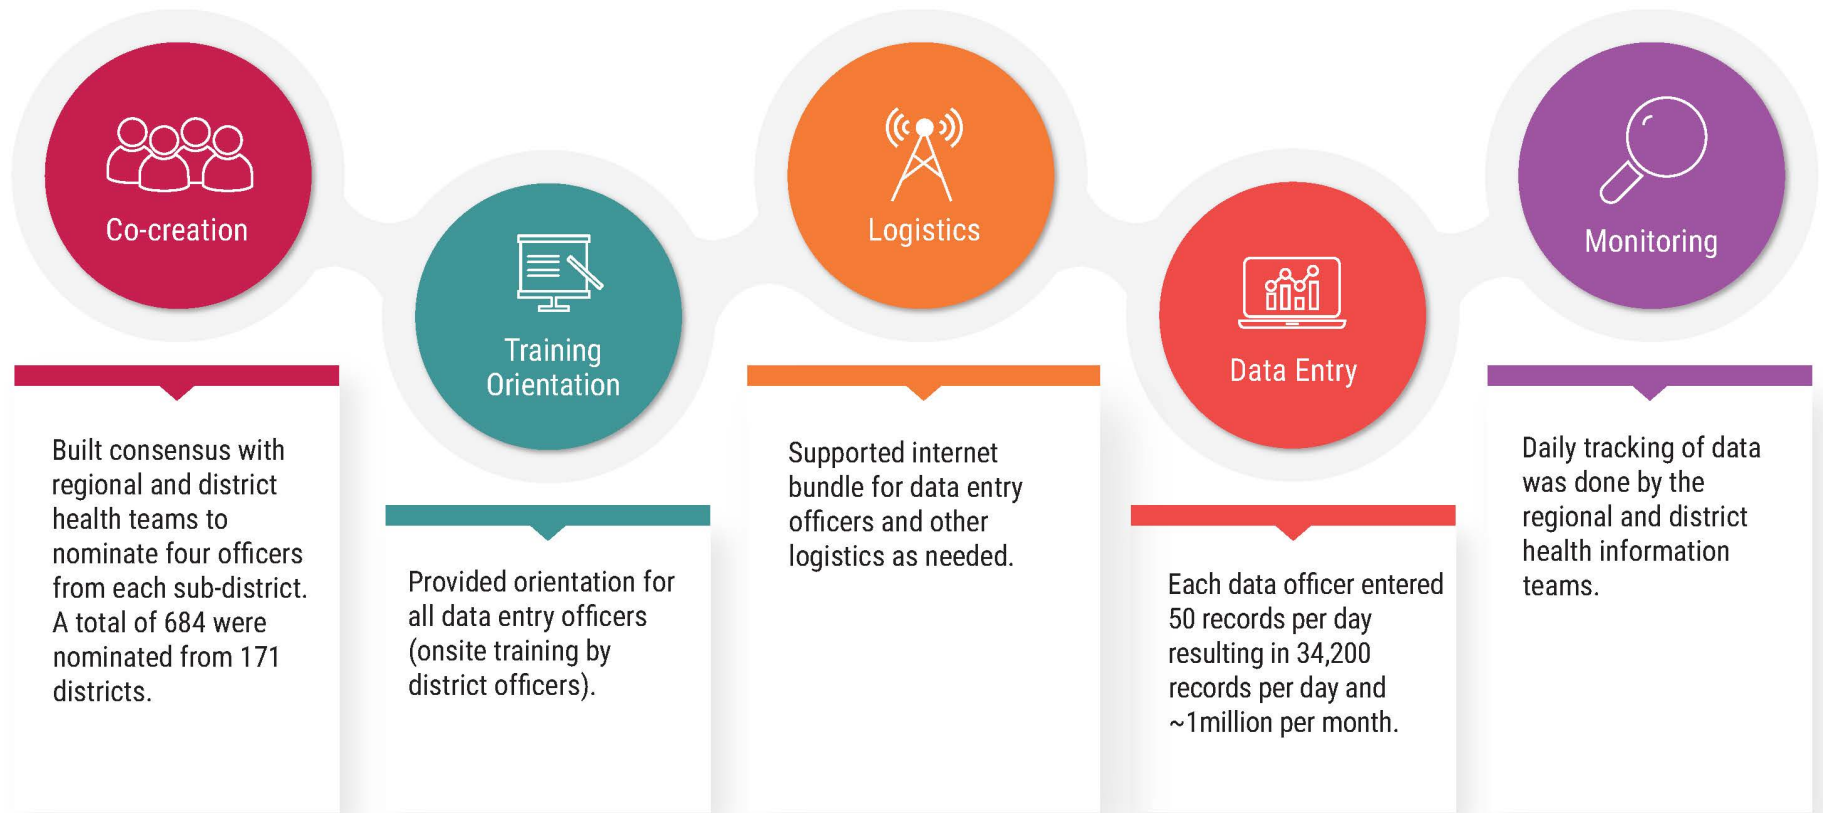 Co-creation
Built consensus with
regional and district
health teams to
nominate four officers
from each sub-district.
A total of 684 were
nominated from 171
districts.
Training
Orientation
Provided orientation for
all data entry officers
(onsite training by
district officers).
Logistics
Supported internet
bundle for data entry
officers and other
logistics as needed.
Data Entry
Each data officer entered
50 records per day
resulting in 34,200
records per day and
~1million per month.
Monitoring
Daily tracking of data
was done by the
regional and district
health information
teams.